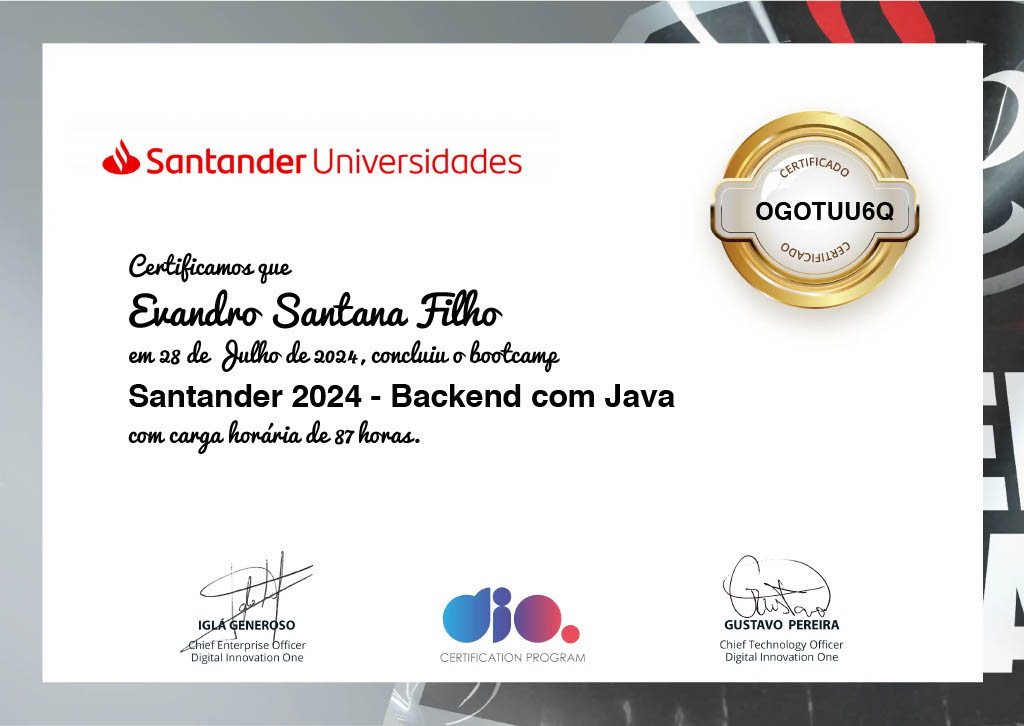 Santander Universidades
CERTIFICADO
OGOTUU6Q
CERTIFICADO
Certificamos que
Evandro Santana Filho
em 28 de Julho de 2024, concluiu o bootcamp
Santander 2024 - Backend com Java
com carga horária de 87 horas.
IGLÁ GENEROSO
Chief Enterprise Officer
Digital Innovation One
dio.
CERTIFICATION PROGRAM
Gustavo
GUSTAVO PEREIRA
Chief Technology Officer
Digital Innovation One